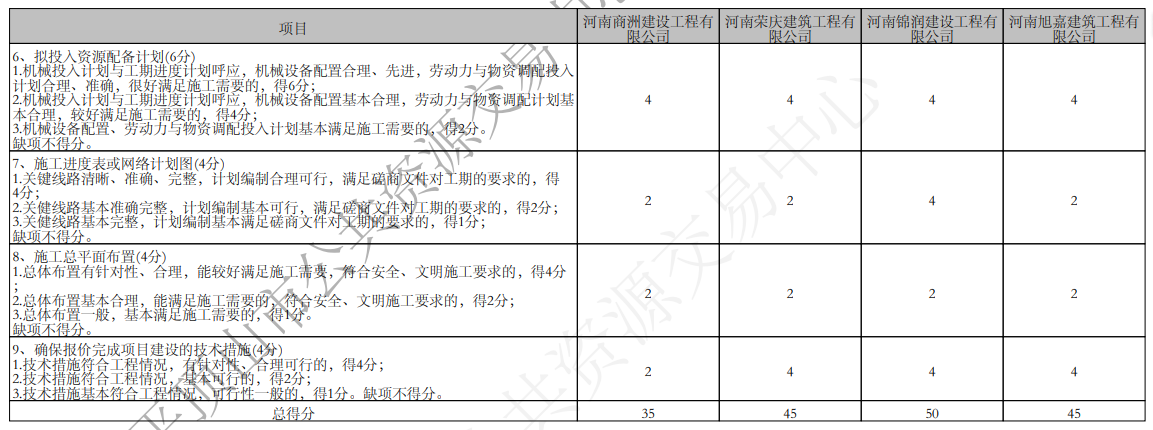 项目
河南商洲建设工程有
限公司
河南荣庆建筑工程有
限公司
河南锦润建设工程有
限公司
河南旭嘉建筑工程有
限公司
6、拟投入资源配备计划(6分)
1.机械投入计划与工期进度计划呼应，机械设备配置合理、先进，劳动力与物资调配投入
计划合理、准确，很好满足施工需要的，得6分；
2.机械投入计划与工期进度计划呼应，机械设备配置基本合理，劳动力与物资调配计划基
本合理，较好满足施工需要的，得4分；
3.机械设备配置、劳动力与物资调配投入计划基本满足施工需要的，得2分。
缺项不得分。
4 4 4 4
7、施工进度表或网络计划图(4分)
1.关键线路清晰、准确、完整，计划编制合理可行，满足磋商文件对工期的要求的，得
4分；
2.关健线路基本准确完整，计划编制基本可行，满足磋商文件对工期的要求的，得2分；
3.关健线路基本完整，计划编制基本满足磋商文件对工期的要求的，得1分；
缺项不得分。
2 2 4 2
8、施工总平面布置(4分)
1.总体布置有针对性、合理，能较好满足施工需要，符合安全、文明施工要求的，得4分
；
2.总体布置基本合理，能满足施工需要的，符合安全、文明施工要求的，得2分；
3.总体布置一般，基本满足施工需要的，得1分。
缺项不得分。
2 2 2 2
9、确保报价完成项目建设的技术措施(4分)
1.技术措施符合工程情况，有针对性、合理可行的，得4分；
2.技术措施符合工程情况，基本可行的，得2分；
3.技术措施基本符合工程情况，可行性一般的，得1分。缺项不得分。
2 4 4 4
总得分 35 45 50 45
平顶山市公共资源交易
共资源交易中心